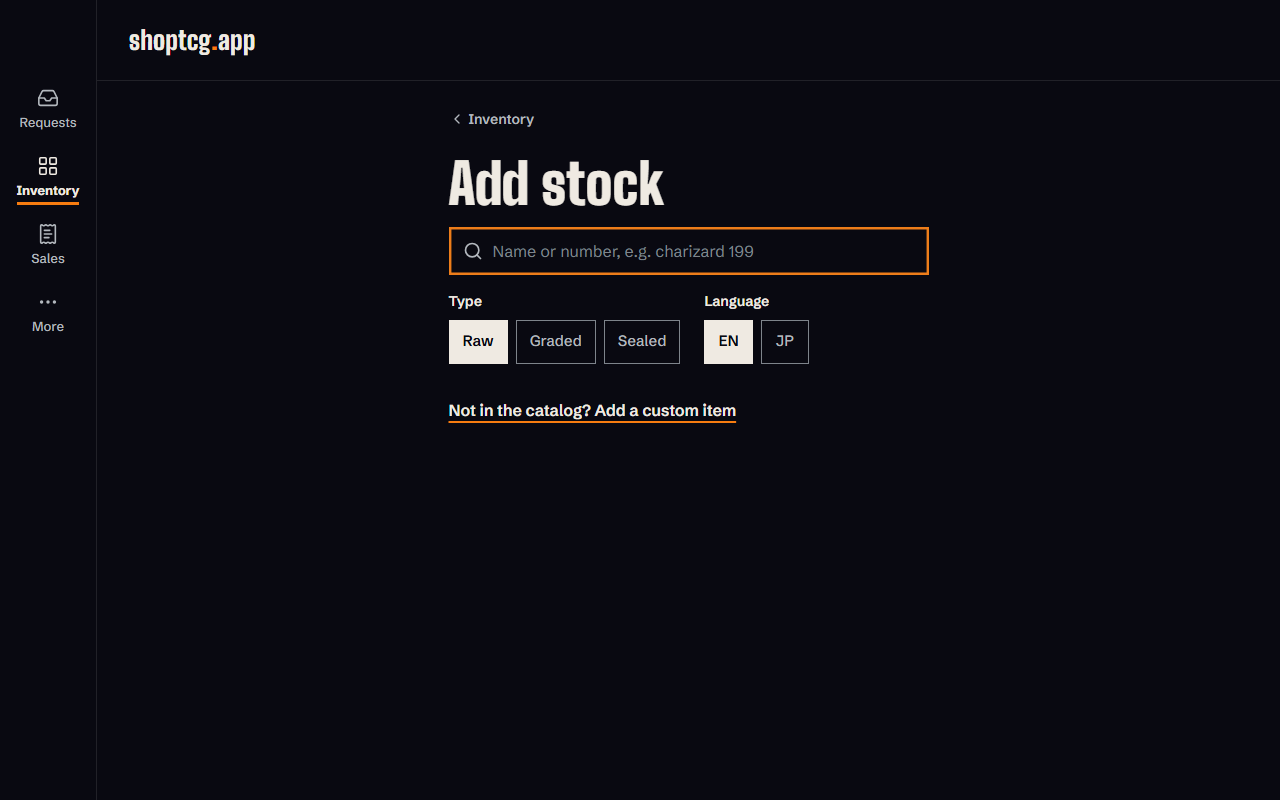 shoptcg.app
Requests
Inventory
Sales
More
Inventory
Add stock
Name or number, e.g. charizard 199
Type
Language
Raw
Graded
Sealed
EN
JP
Not in the catalog? Add a custom item